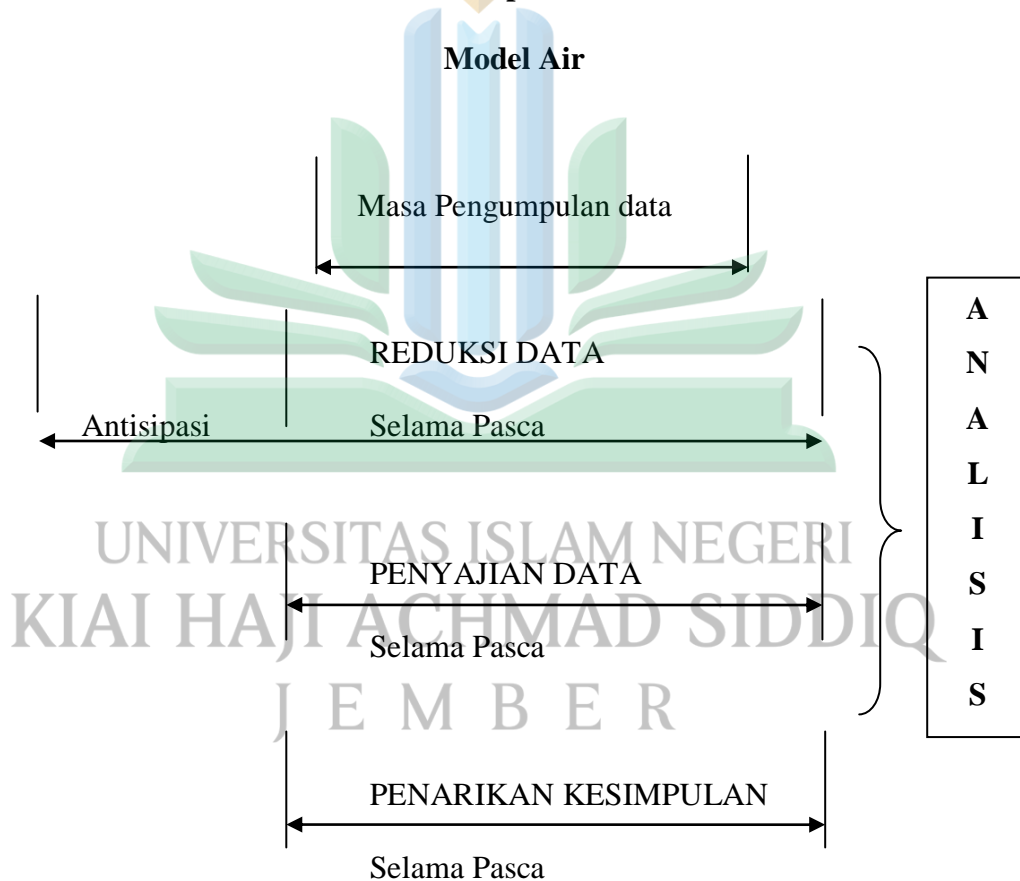 Model Air
Masa Pengumpulan data
REDUKSI DATA
Antisipasi Selama Pasca
PENYAJIAN DATA
Selama Pasca
PENARIKAN KESIMPULAN
Selama Pasca
A
N
A
L
I
S
I
S
UNIVERSITAS ISLAM NEGERI
KIAI HAJI ACHMAD SIDDIQ
JEMBER